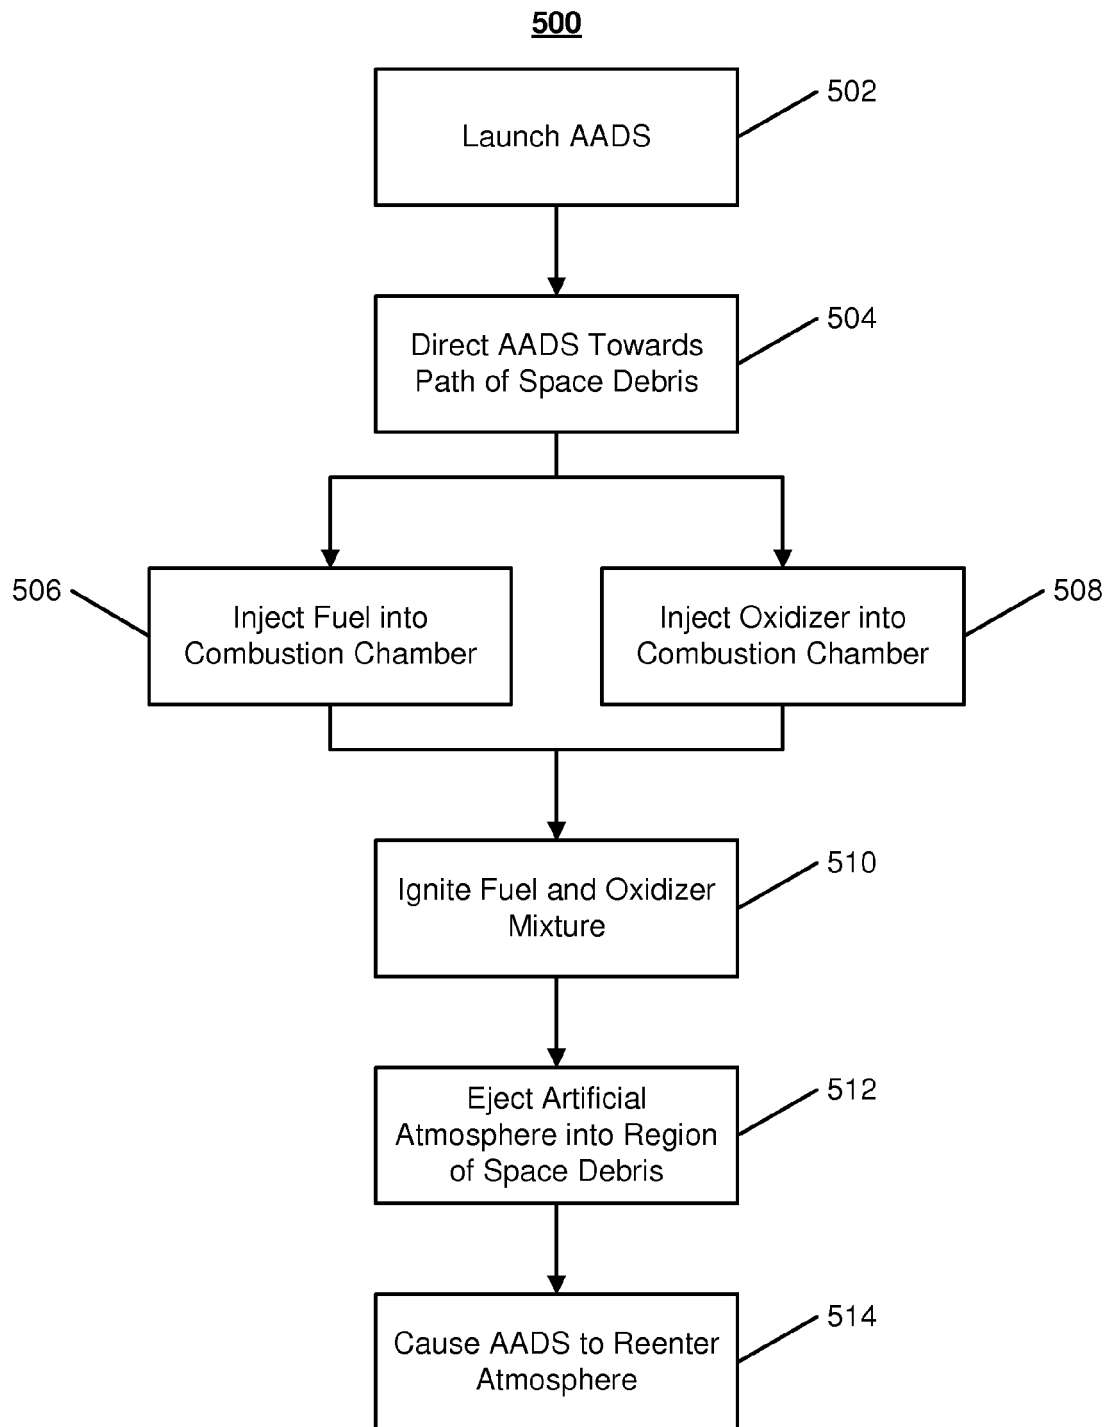 500
502
Launch AADS
504
Direct AADS Towards
Path of Space Debris
506
Inject Fuel into
Combustion Chamber
508
Inject Oxidizer into
Combustion Chamber
510
Ignite Fuel and Oxidizer
Mixture
512
Eject Artificial
Atmosphere into Region
of Space Debris
514
Cause AADS to Reenter
Atmosphere